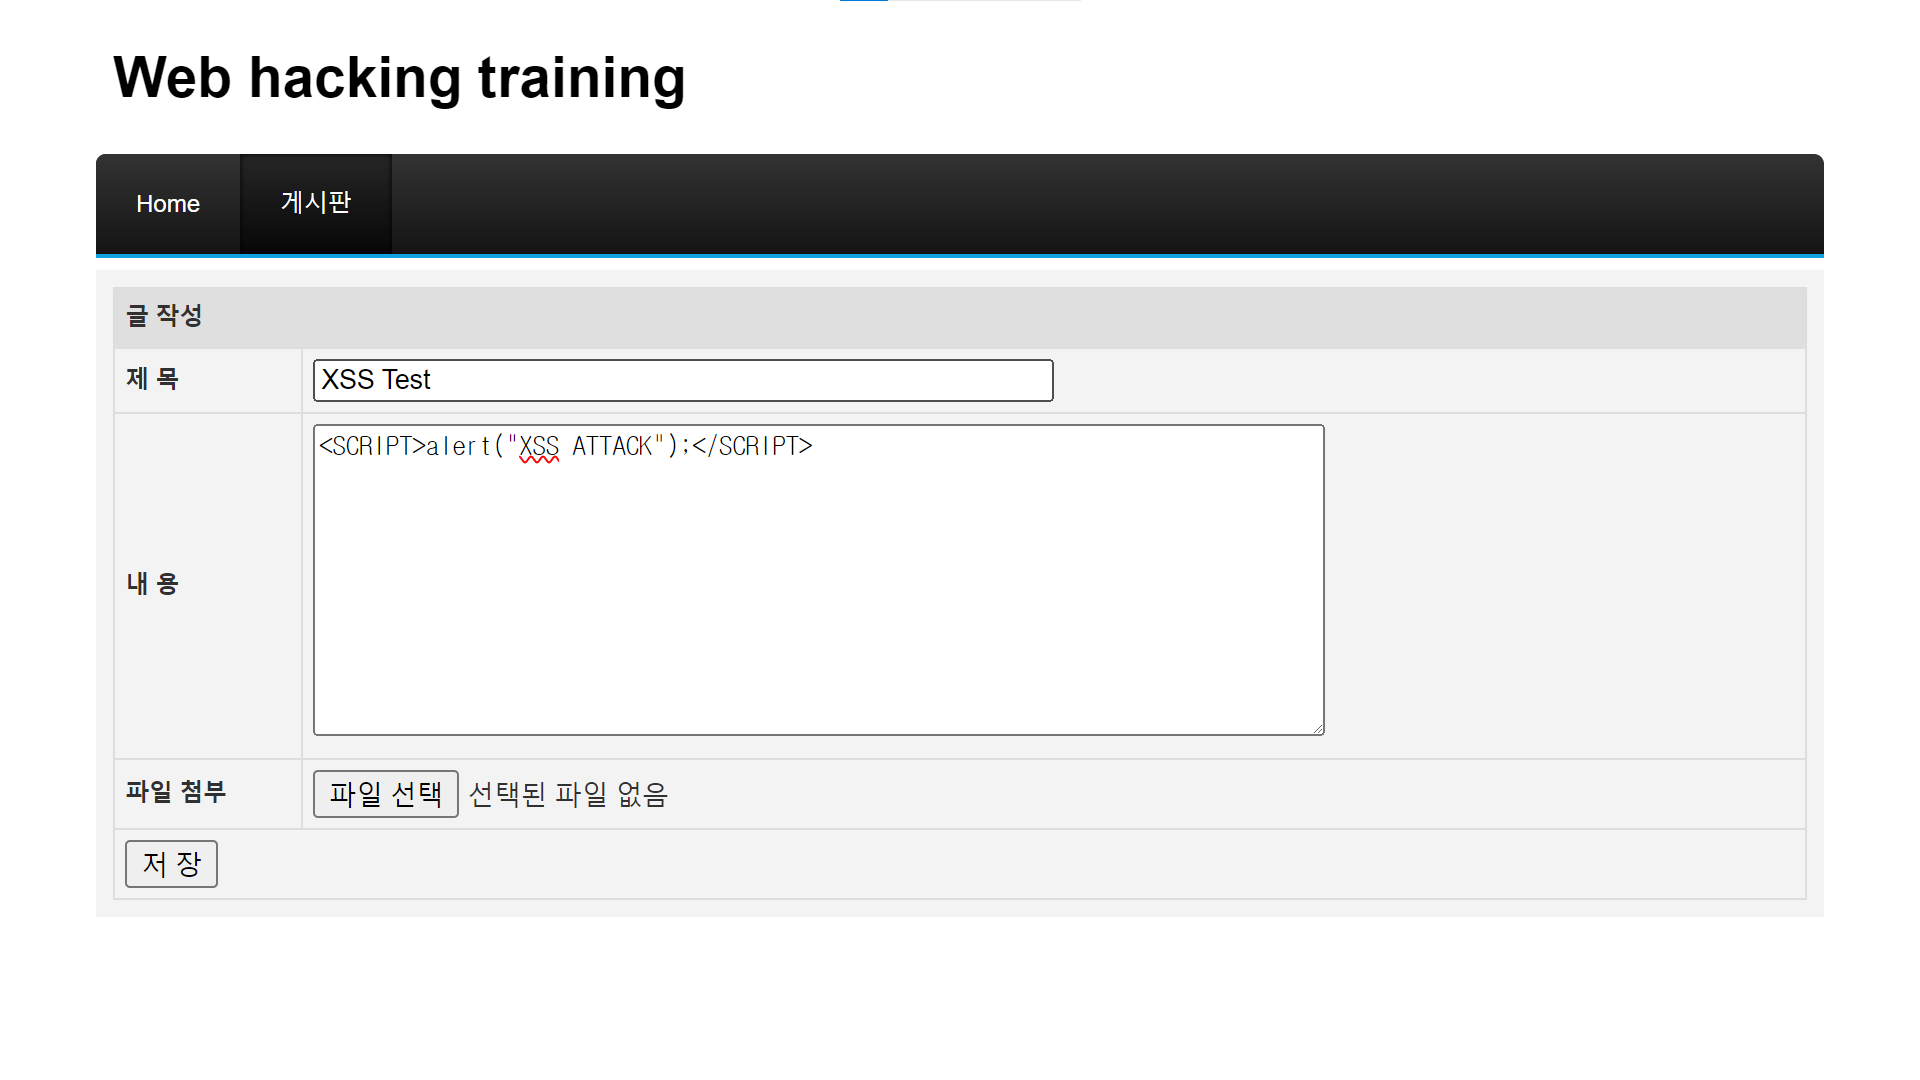 Web hacking training
Home 게시판
글 작성
제 목 XSS Test
내 용 <SCRIPT>alert("XSS ATTACK");</SCRIPT>
파일 첨부 파일 선택 선택된 파일 없음
저 장